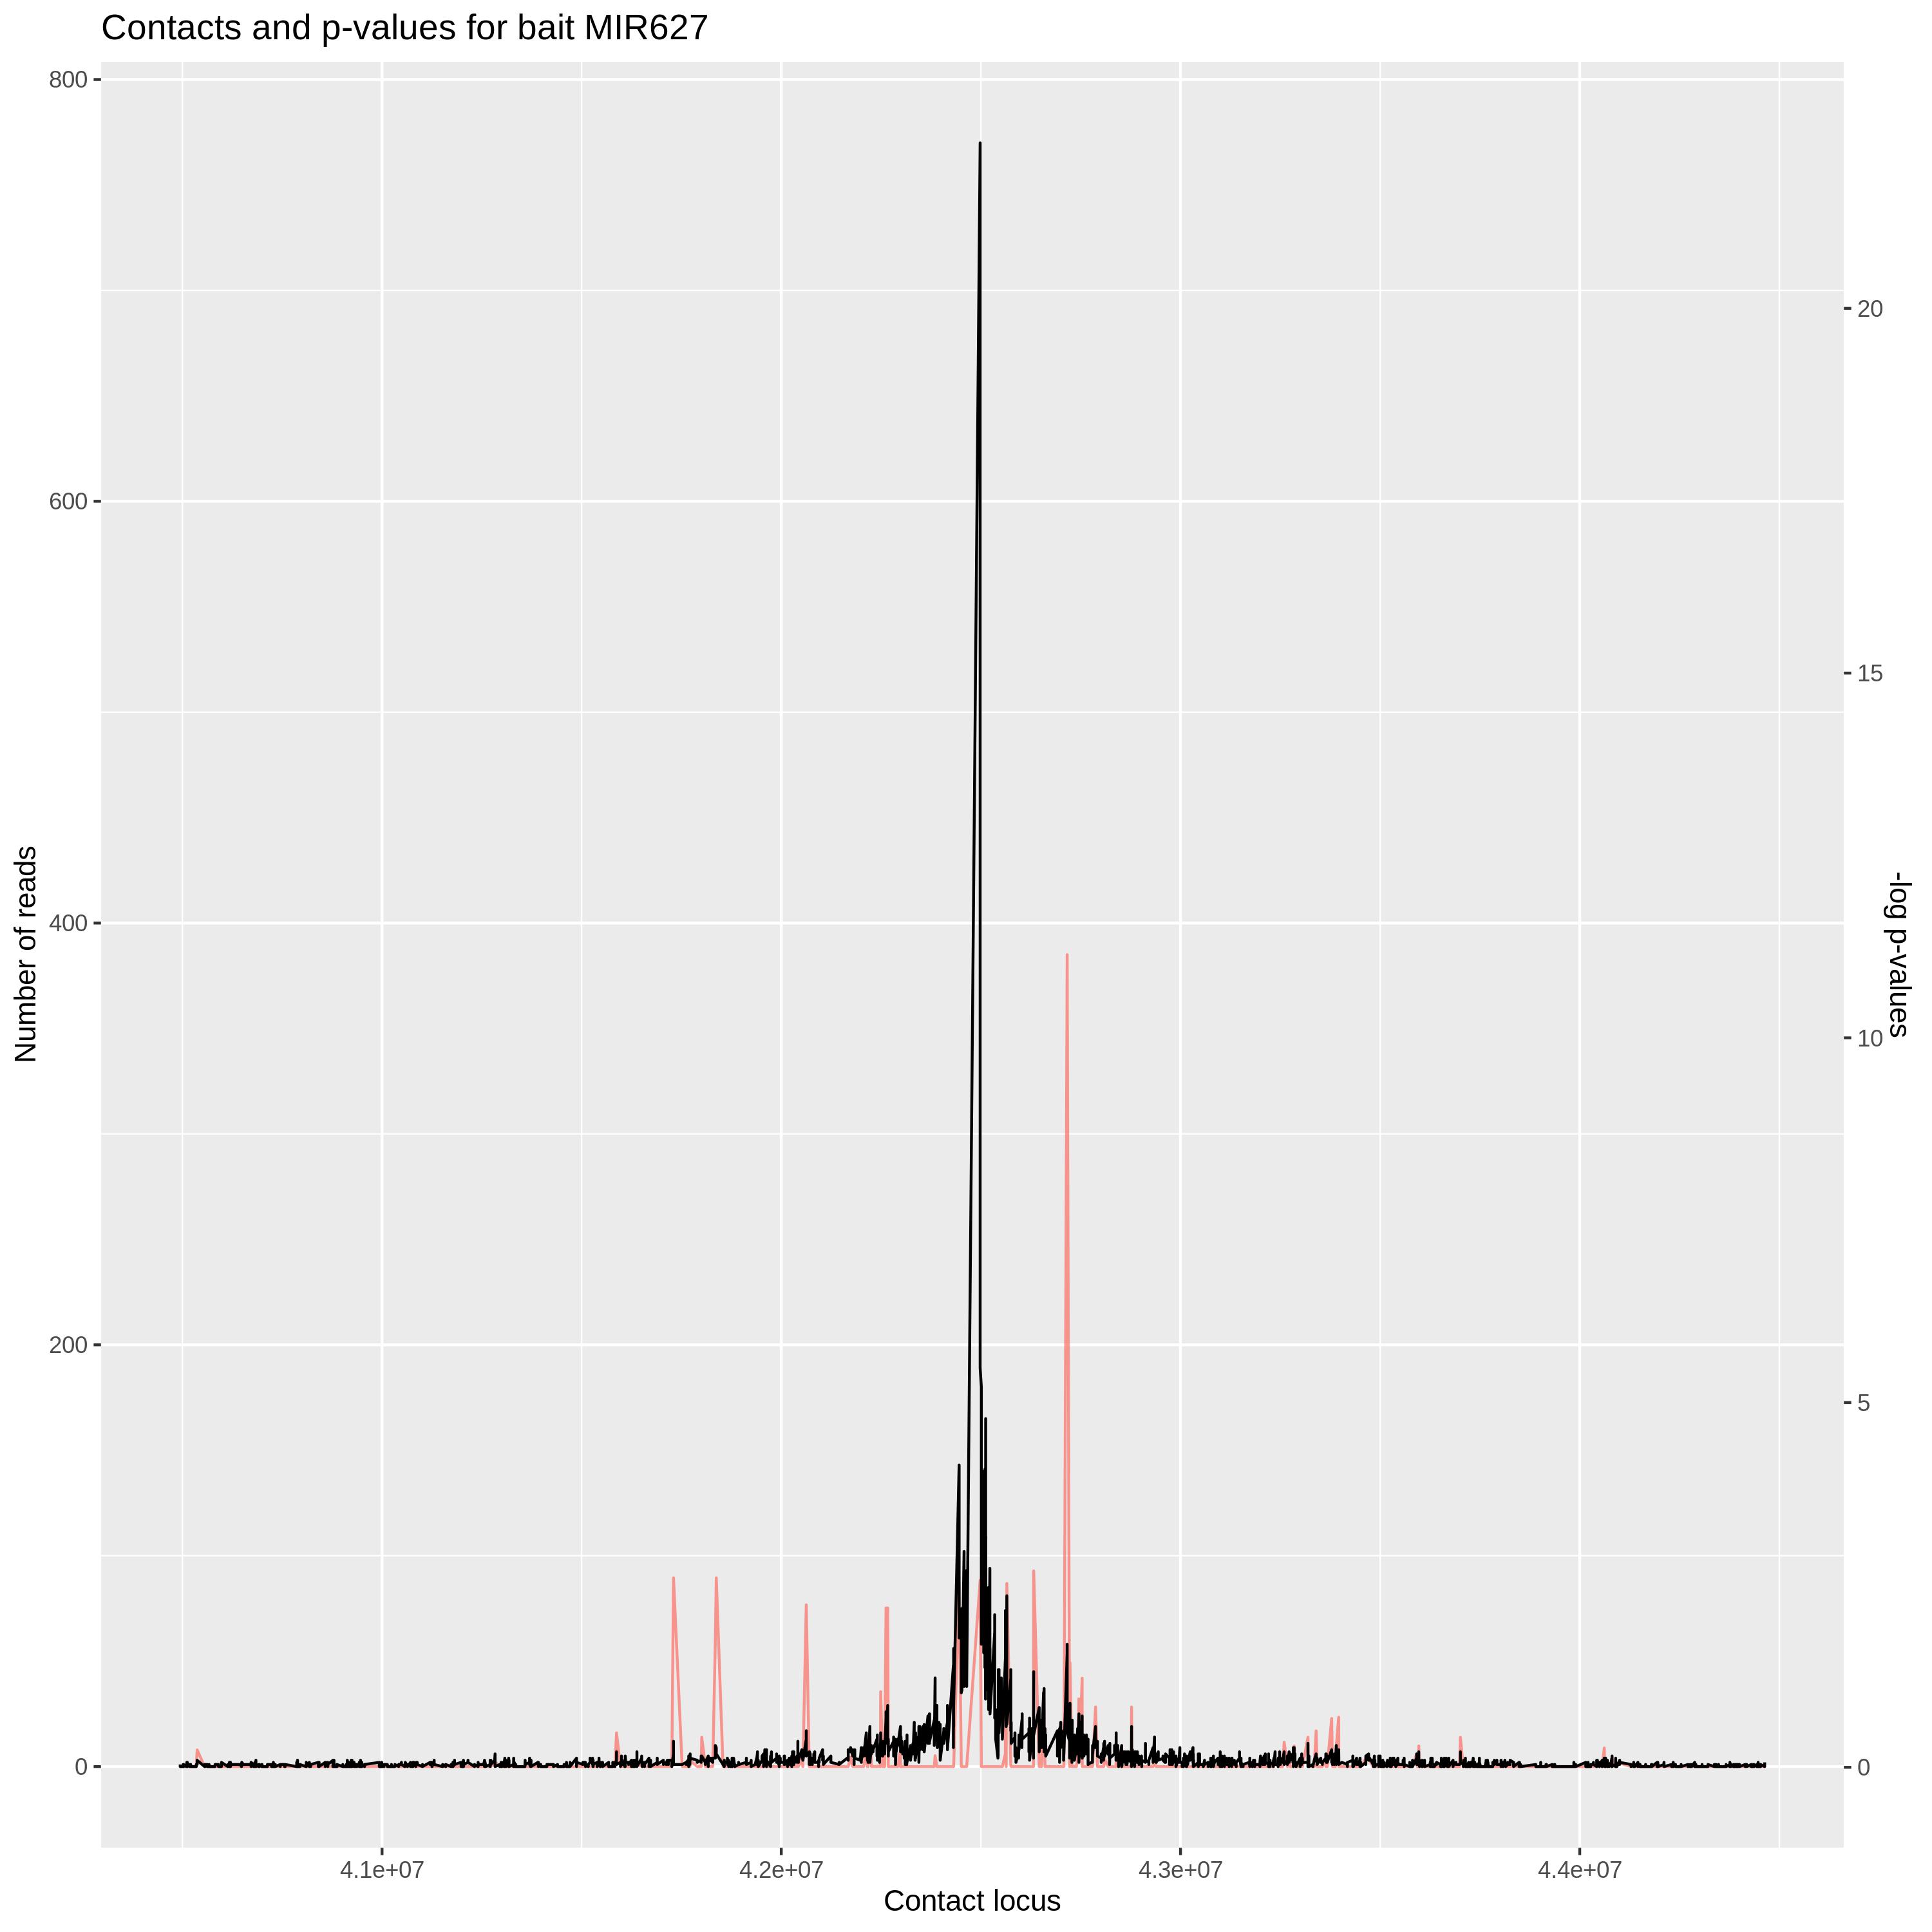 Contacts and p-values for bait MIR627
800
600
400
200
0
Number of reads
20
15
10
5
0
-log p-values
4.1e+07 4.2e+07 4.3e+07 4.4e+07
Contact locus